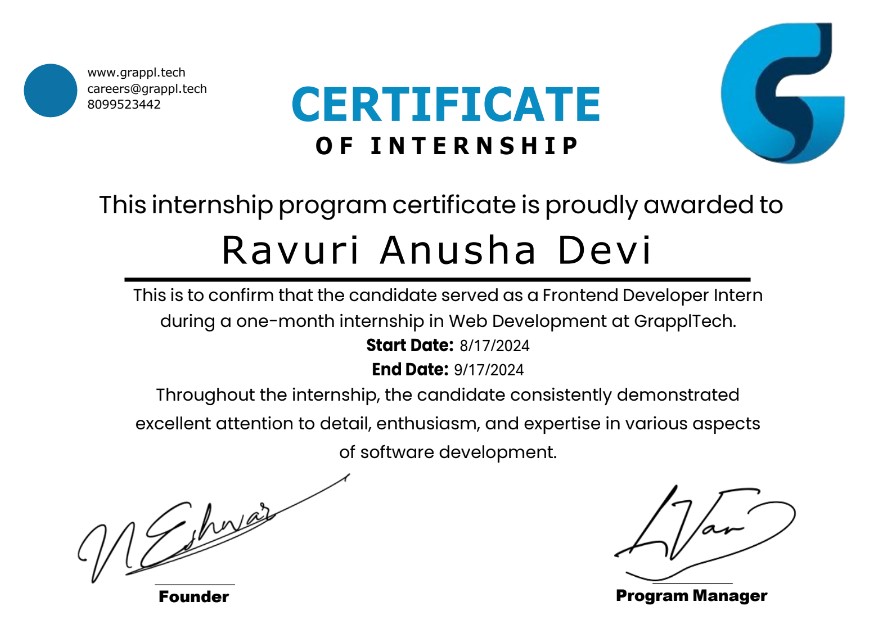 www.grappl.tech
careers@grappl.tech
8099523442
CERTIFICATE
OF INTERNSHIP
This internship program certificate is proudly awarded to
Ravuri Anusha Devi
This is to confirm that the candidate served as a Frontend Developer Intern
during a one-month internship in Web Development at GrapplTech.
Start Date: 8/17/2024
End Date: 9/17/2024
Throughout the internship, the candidate consistently demonstrated
excellent attention to detail, enthusiasm, and expertise in various aspects
of software development.
N Eshwar
Founder
Program Manager